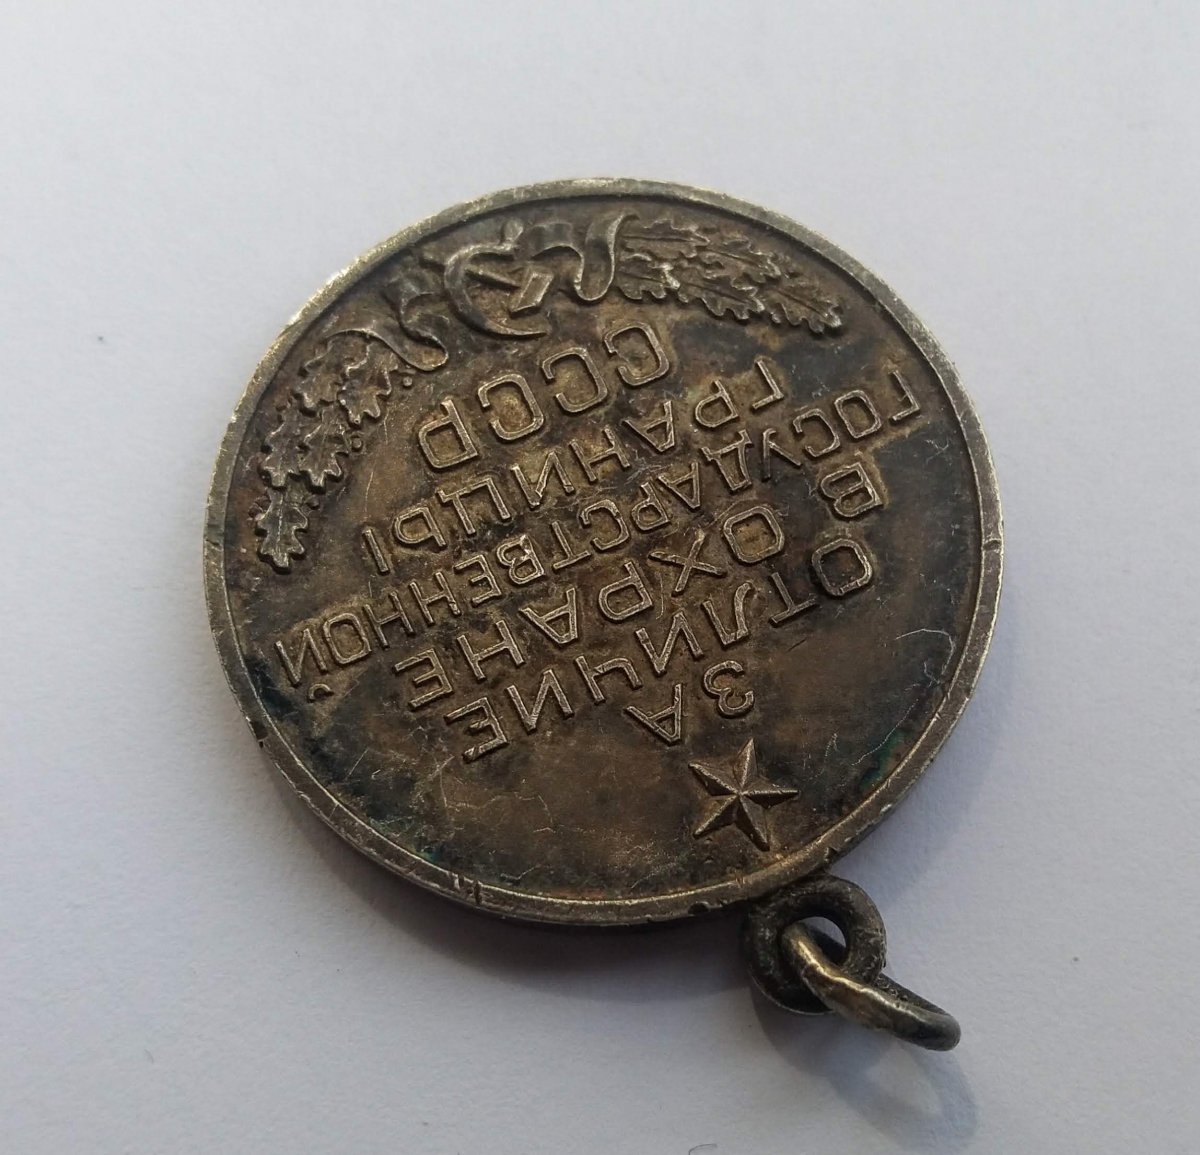 ЗА
ОТЛИЧИЕ
В ОХРАНЕ
ГОСУДАРСТВЕННОЙ
ГРАНИЦЫ
СССР